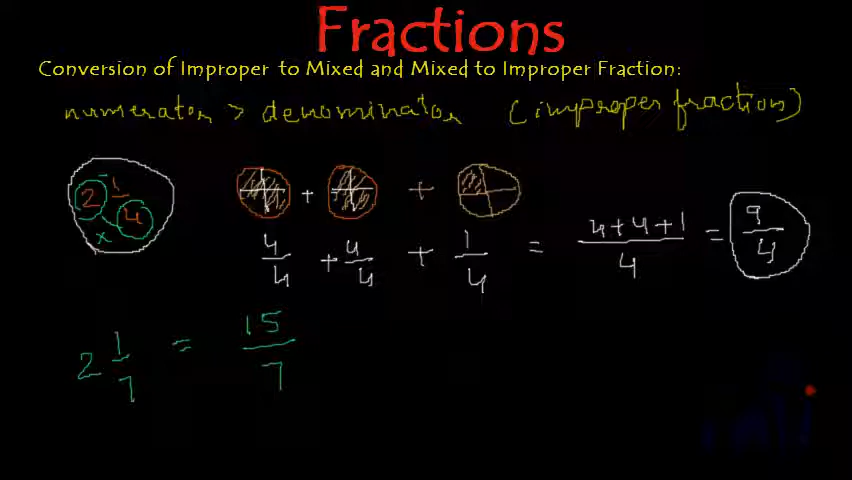 Fractions
Conversion of Improper to Mixed and Mixed to Improper Fraction:
numerator > denominator (improper fraction)
2 1/4 x
+ +
4/4 + 4/4 + 1/4 = 4+4+1/4 = 9/4
2 1/7 = 15/7